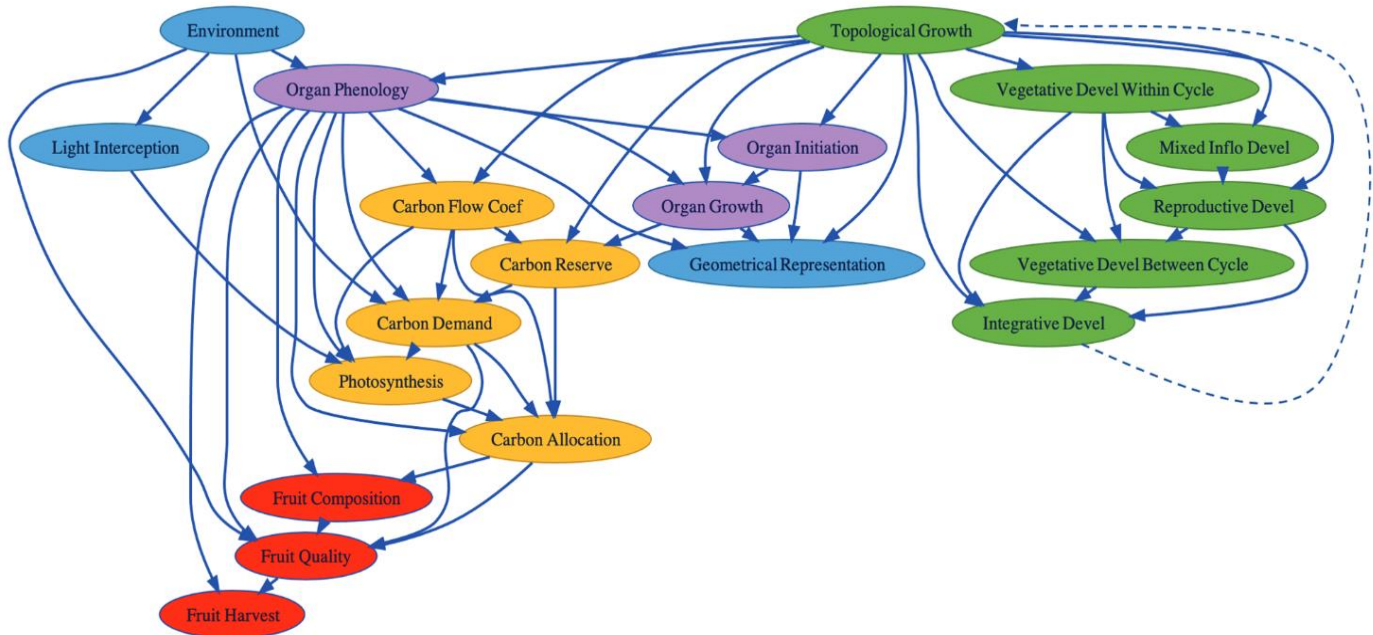 Environment
Topological Growth
Organ Phenology
Vegetative Devel Within Cycle
Light Interception
Organ Initiation
Mixed Inflo Devel
Carbon Flow Coef
Organ Growth
Reproductive Devel
Carbon Reserve
Geometrical Representation
Vegetative Devel Between Cycle
Carbon Demand
Integrative Devel
Photosynthesis
Carbon Allocation
Fruit Composition
Fruit Quality
Fruit Harvest